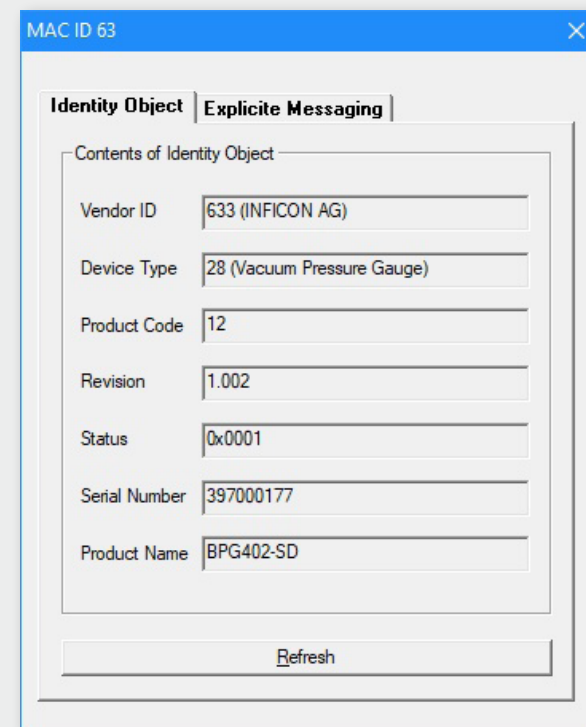 MAC ID 63
Identity Object
Explicite Messaging
Contents of Identity Object
Vendor ID 633 (INFICON AG)
Device Type 28 (Vacuum Pressure Gauge)
Product Code 12
Revision 1.002
Status 0x0001
Serial Number 397000177
Product Name BPG402-SD
Refresh